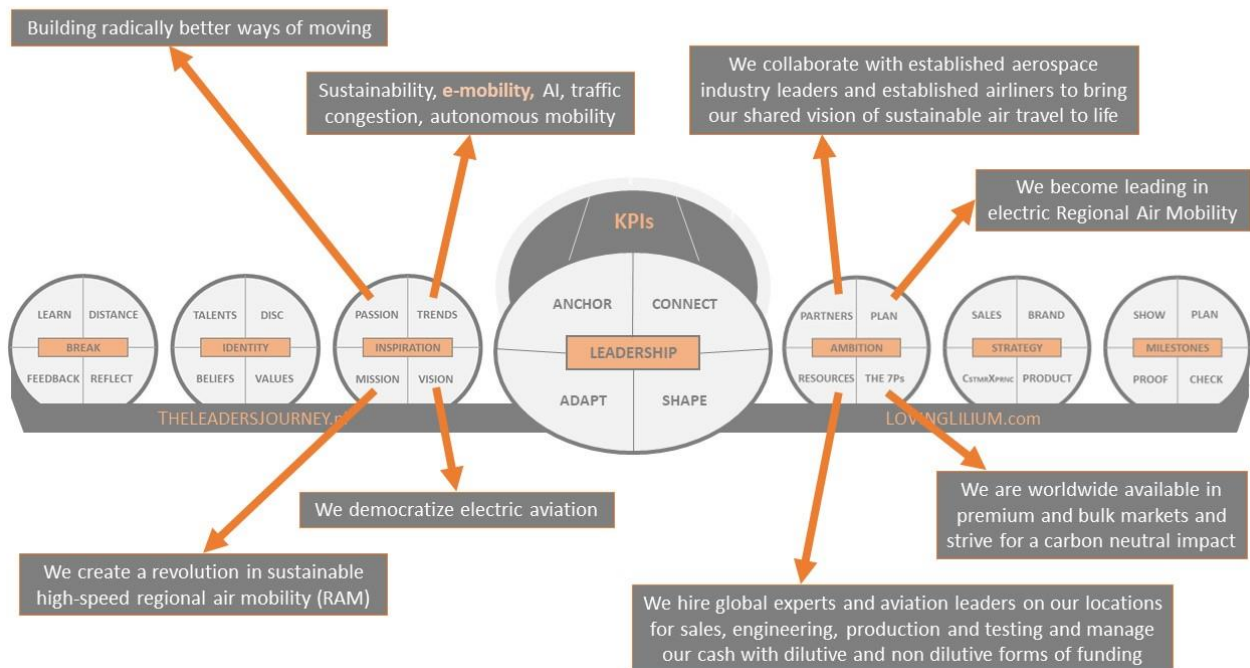 Building radically better ways of moving
Sustainability, e-mobility, AI, traffic
congestion, autonomous mobility
We collaborate with established aerospace
industry leaders and established airliners to bring
our shared vision of sustainable air travel to life
We become leading in
electric Regional Air Mobility
KPIs
LEARN DISTANCE
BREAK
FEEDBACK REFLECT
TALENTS DISC
IDENTITY
BELIEFS VALUES
PASSION TRENDS
INSPIRATION
MISSION VISION
ANCHOR CONNECT
LEADERSHIP
ADAPT SHAPE
PARTNERS PLAN
AMBITION
RESOURCES THE 7Ps
SALES BRAND
STRATEGY
CSTMRXPRNC PRODUCT
SHOW PLAN
MILESTONES
PROOF CHECK
THELEADERSJOURNEY.nl
LOVINGLILIUM.com
We democratize electric aviation
We create a revolution in sustainable
high-speed regional air mobility (RAM)
We are worldwide available in
premium and bulk markets and
strive for a carbon neutral impact
We hire global experts and aviation leaders on our locations
for sales, engineering, production and testing and manage
our cash with dilutive and non dilutive forms of funding